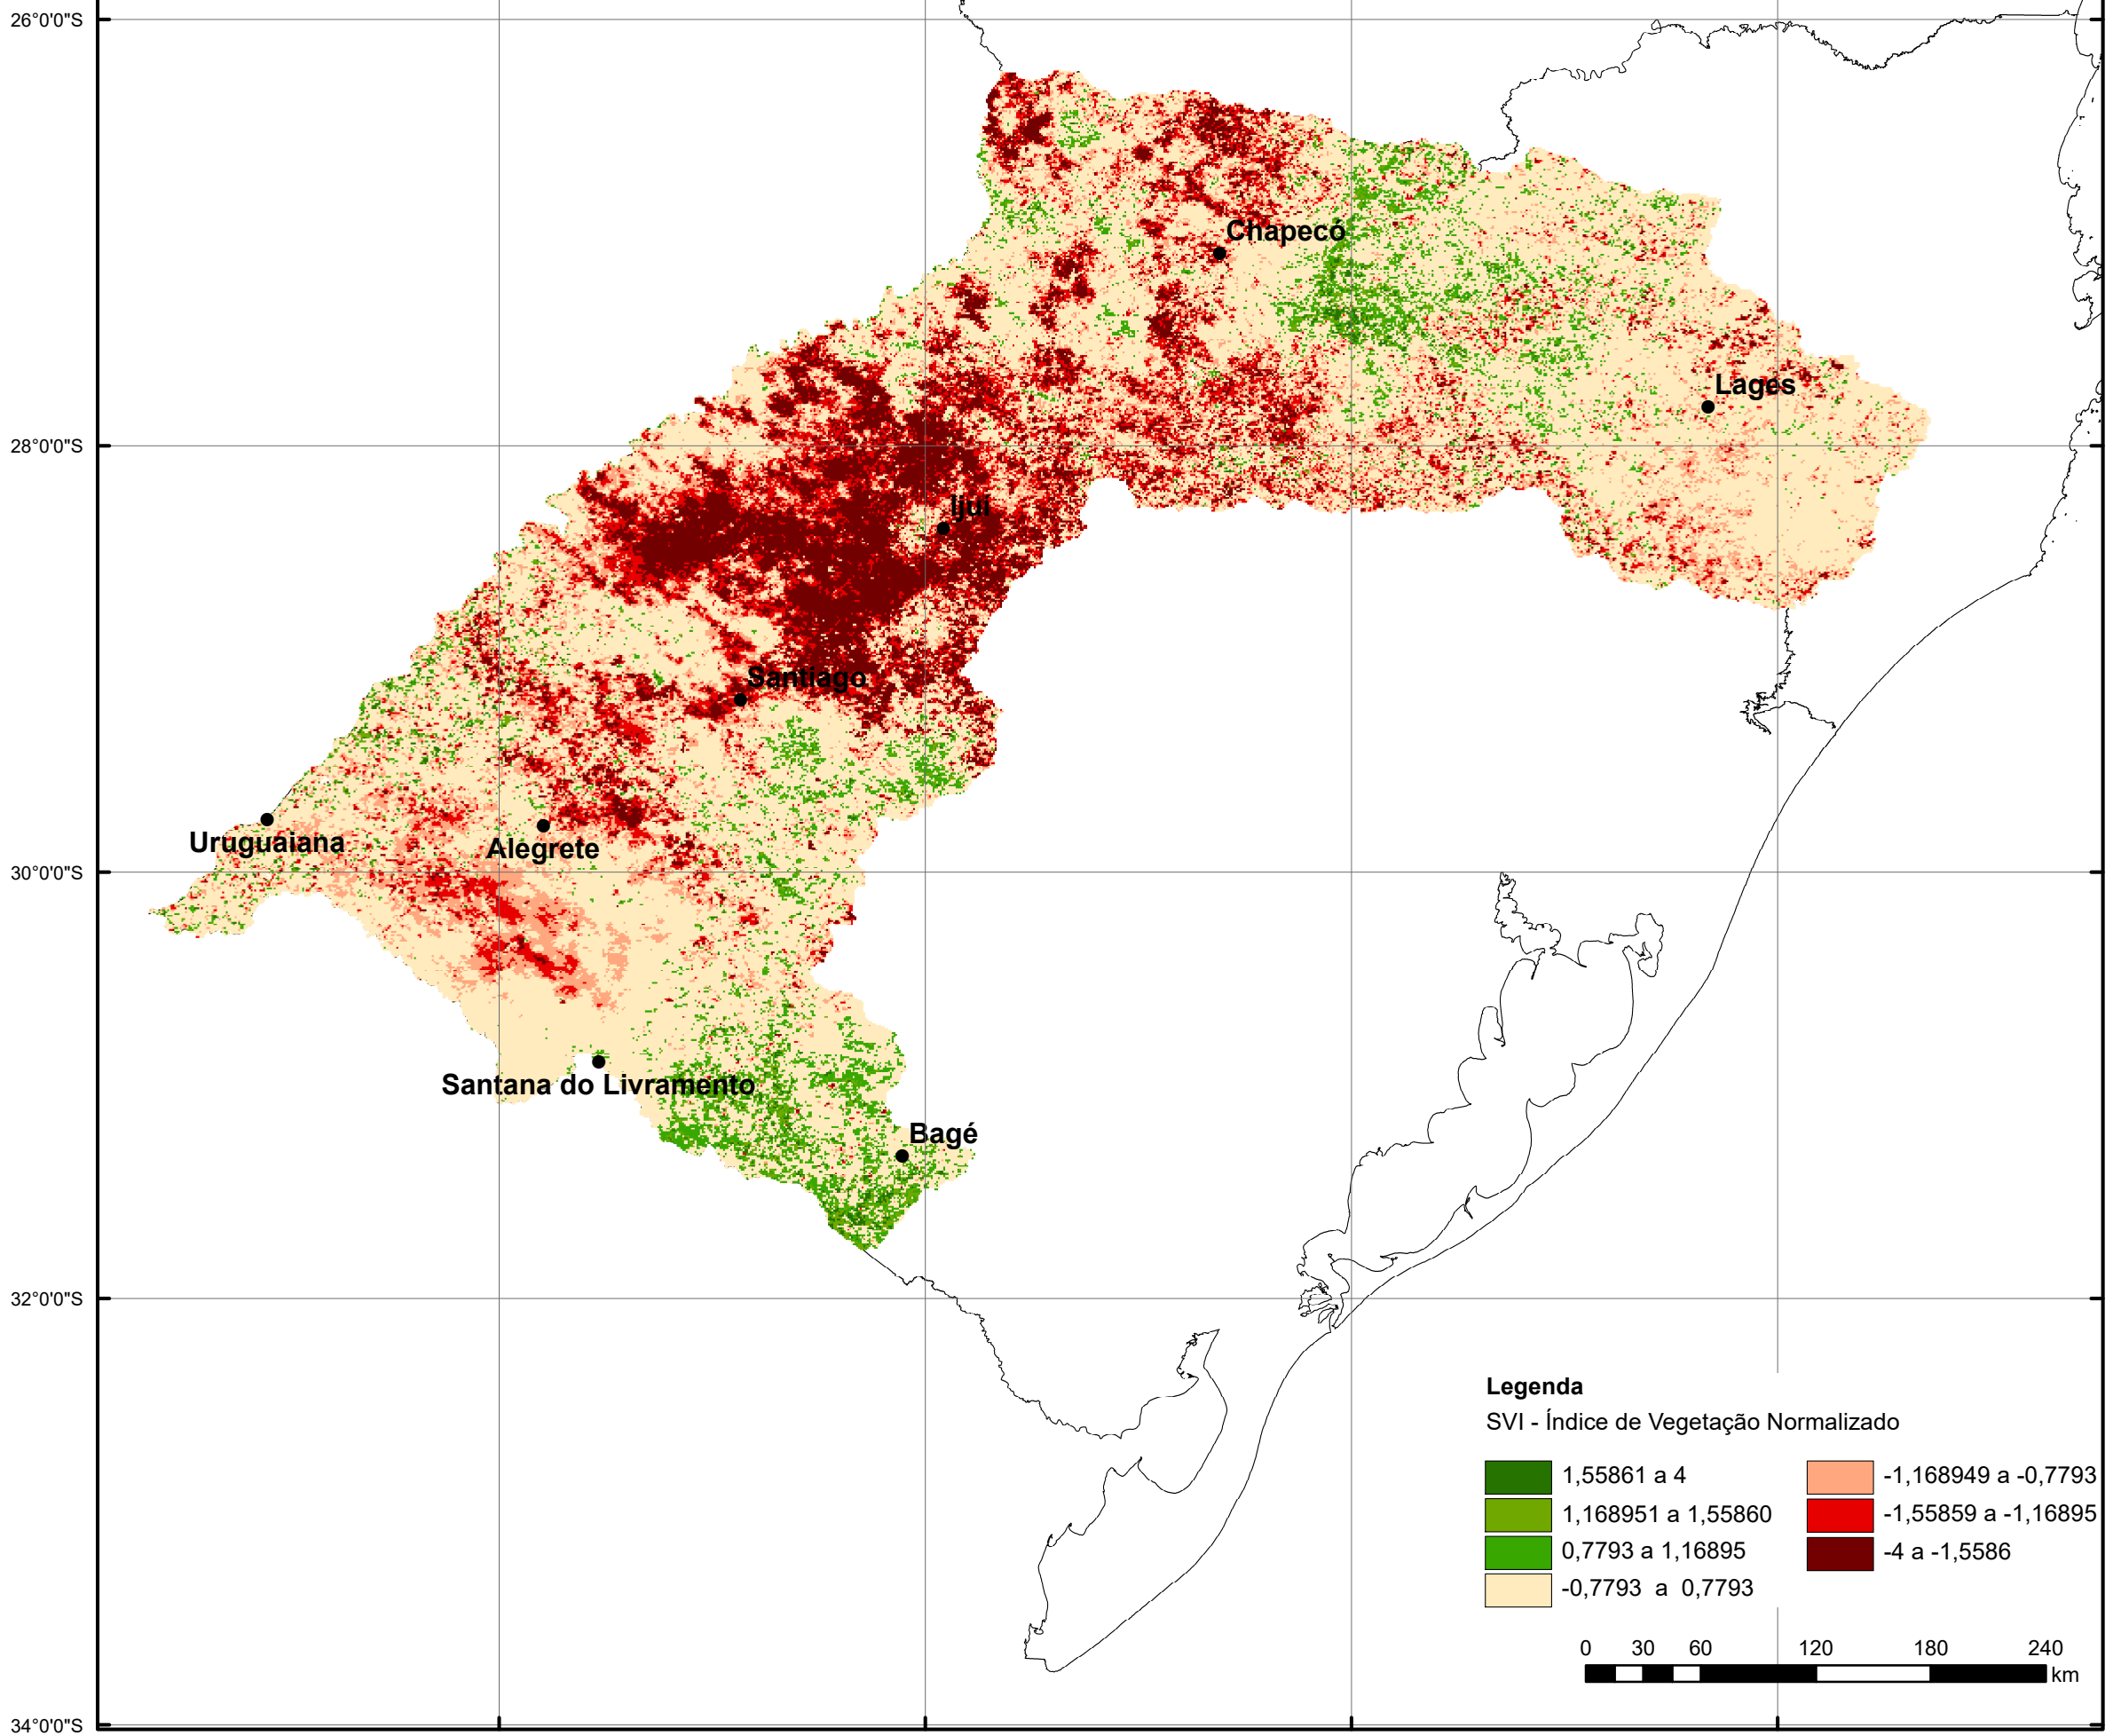 26°0'0"S
Chapecó
Lages
28°0'0"S
Ijuí
Santiago
Uruguaiana
Alegrete
30°0'0"S
Santana do Livramento
Bagé
32°0'0"S
Legenda
SVI - Índice de Vegetação Normalizado
1,55861 a 4
-1,168949 a -0,7793
1,168951 a 1,55860
-1,55859 a -1,16895
0,7793 a 1,16895
-4 a -1,5586
-0,7793 a 0,7793
0 30 60 120 180 240
km
34°0'0"S